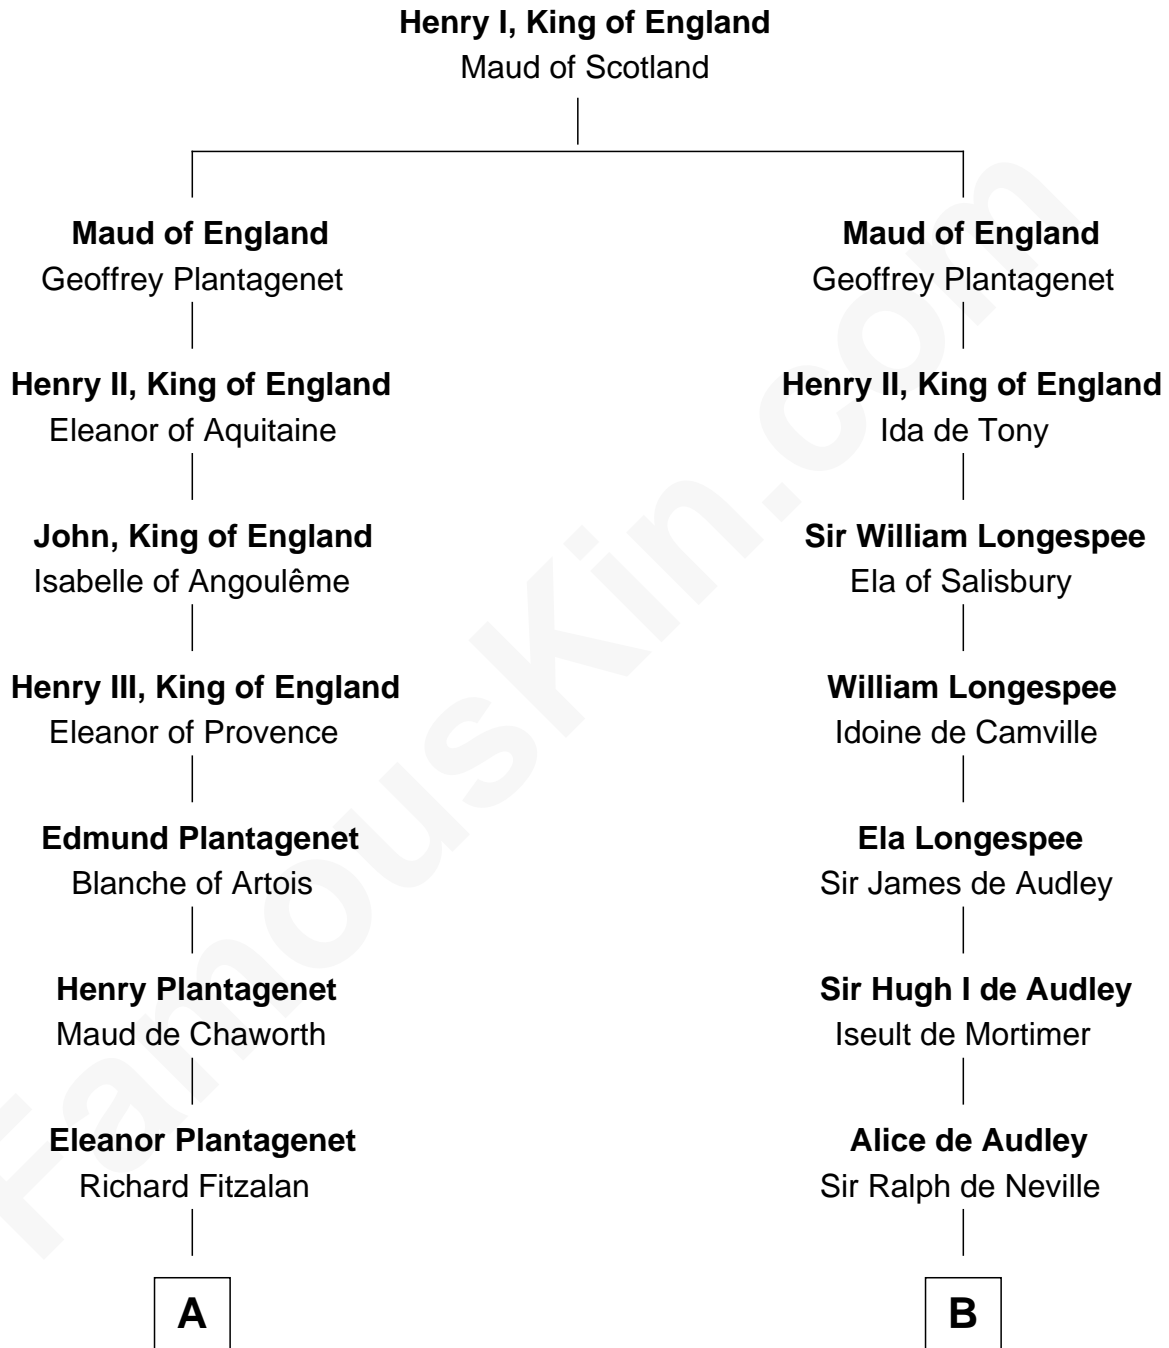 Henry I, King of England
Maud of Scotland
Maud of England
Geoffrey Plantagenet
Maud of England
Geoffrey Plantagenet
Henry II, King of England
Eleanor of Aquitaine
Henry II, King of England
Ida de Tony
John, King of England
Isabelle of Angoulême
Sir William Longespee
Ela of Salisbury
Henry III, King of England
Eleanor of Provence
William Longespee
Idoine de Camville
Edmund Plantagenet
Blanche of Artois
Ela Longespee
Sir James de Audley
Henry Plantagenet
Maud de Chaworth
Sir Hugh I de Audley
Iseult de Mortimer
Eleanor Plantagenet
Richard Fitzalan
Alice de Audley
Sir Ralph de Neville
A
B
FamousKin.com